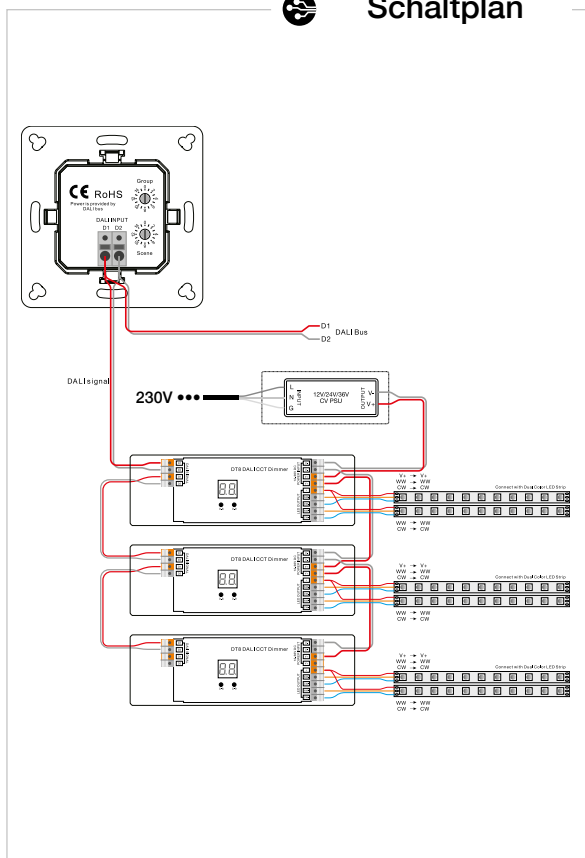 Schaltplan
Group
CE RoHS
Power is provided by
DALI bus
DALI INPUT
D1 D2
Scene
D1
DALI Bus
D2
DALI signal
230V
L
N
G
INPUT
12V/24V/36V
CV PSU
OUTPUT
V-
V+
DT8 DALI CCT Dimmer
V+ → V+
WW → WW
CW → CW
Connect with Dual Color LED Strip
WW → WW
CW → CW
DT8 DALI CCT Dimmer
V+ → V+
WW → WW
CW → CW
Connect with Dual Color LED Strip
WW → WW
CW → CW
DT8 DALI CCT Dimmer
V+ → V+
WW → WW
CW → CW
Connect with Dual Color LED Strip
WW → WW
CW → CW